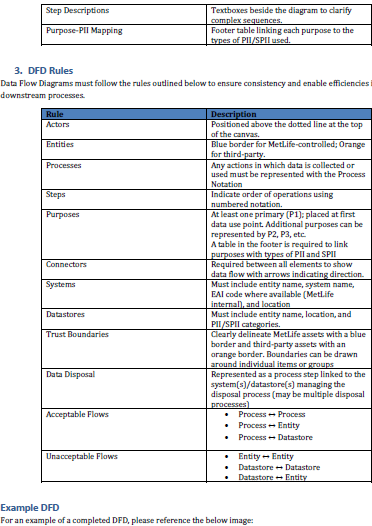 Step Descriptions
Textboxes beside the diagram to clarify
complex sequences.
Purpose-PII Mapping
Footer table linking each purpose to the
types of PII/SPII used.
3. DFD Rules
Data Flow Diagrams must follow the rules outlined below to ensure consistency and enable efficiencies i
downstream processes.
Rule
Description
Actors
Positioned above the dotted line at the top
of the canvas.
Entities
Blue border for MetLife-controlled; Orange
for third-party.
Processes
Any actions in which data is collected or
used must be represented with the Process
Notation
Steps
Indicate order of operations using
numbered notation.
Purposes
At least one primary (P1); placed at first
data use point. Additional purposes can be
represented by P2, P3, etc.
A table in the footer is required to link
purposes with types of PII and SPII
Connectors
Required between all elements to show
data flow with arrows indicating direction.
Systems
Must include entity name, system name,
EAI code where available (MetLife
internal), and location
Datastores
Must include entity name, location, and
PII/SPII categories.
Trust Boundaries
Clearly delineate MetLife assets with a blue
border and third-party assets with an
orange border. Boundaries can be drawn
around individual items or groups
Data Disposal
Represented as a process step linked to the
system(s)/datastore(s) managing the
disposal process (may be multiple disposal
processes)
Acceptable Flows
• Process ↔ Process
• Process ↔ Entity
• Process ↔ Datastore
Unacceptable Flows
• Entity ↔ Entity
• Datastore ↔ Datastore
• Datastore ↔ Entity
Example DFD
For an example of a completed DFD, please reference the below image: